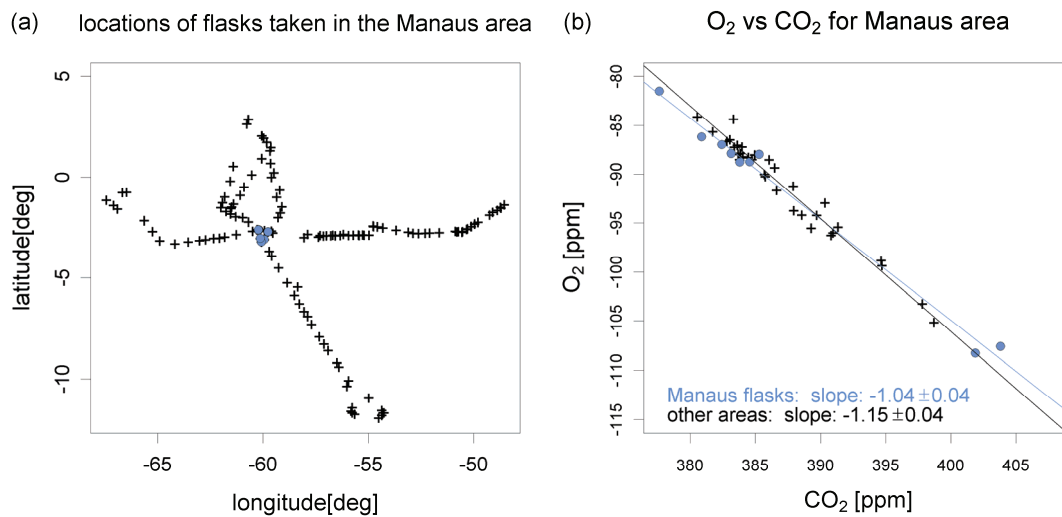 (a) locations of flasks taken in the Manaus area
5
0
-5
-10
latitude[deg]
-65 -60 -55 -50
longitude[deg]
(b) O₂ vs CO₂ for Manaus area
-80
-85
-90
-95
-100
-105
-110
-115
O₂ [ppm]
Manaus flasks: slope: -1.04±0.04
other areas: slope: -1.15±0.04
380 385 390 395 400 405
CO₂ [ppm]